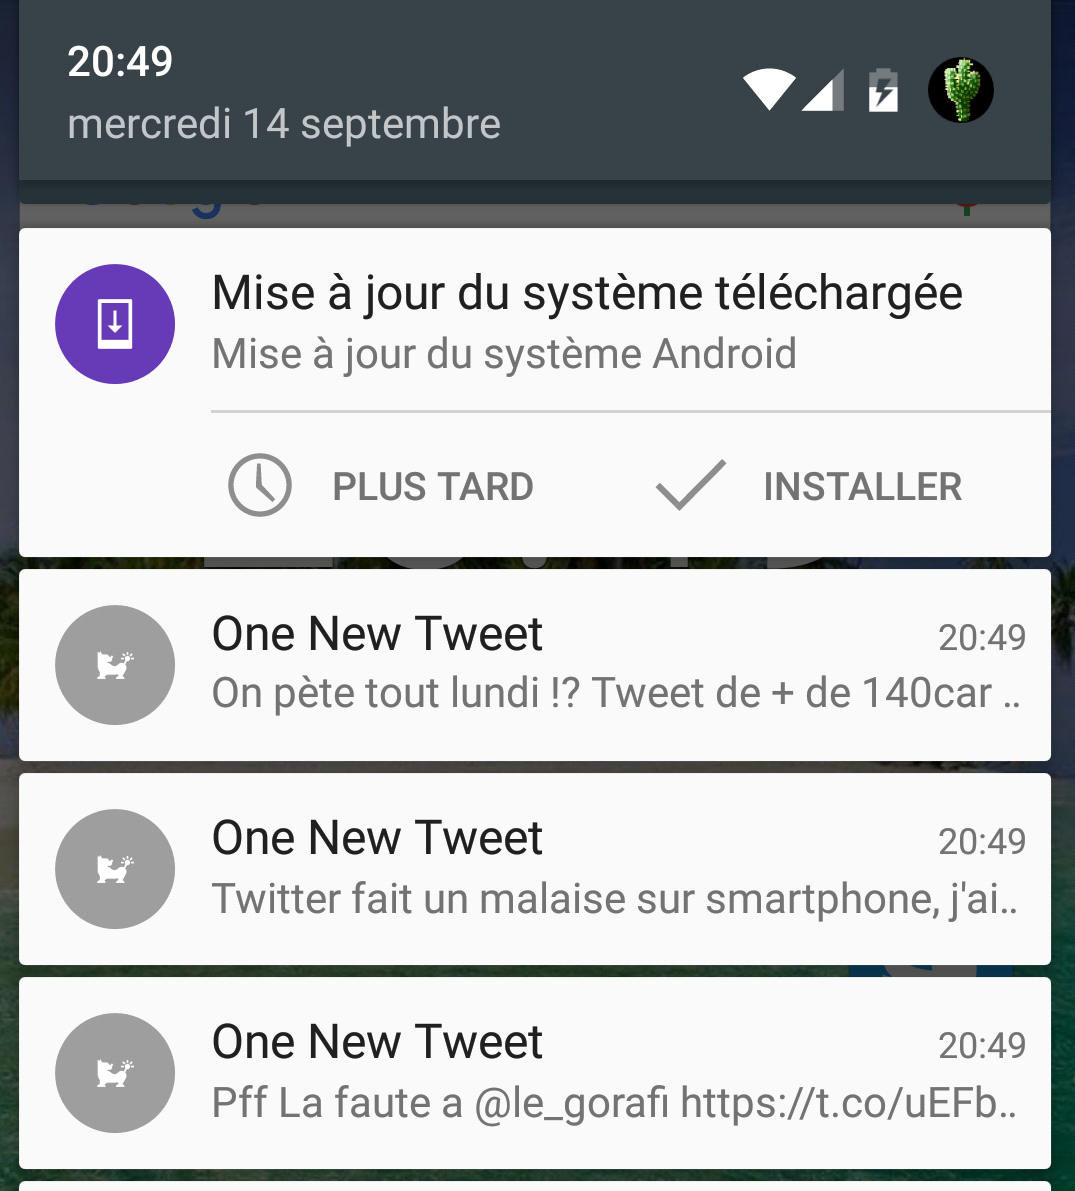 20:49
mercredi 14 septembre
Mise à jour du système téléchargée
Mise à jour du système Android
PLUS TARD INSTALLER
One New Tweet 20:49
On pète tout lundi !? Tweet de + de 140car ..
One New Tweet 20:49
Twitter fait un malaise sur smartphone, j'ai..
One New Tweet 20:49
Pff La faute a @le_gorafi https://t.co/uEFb..